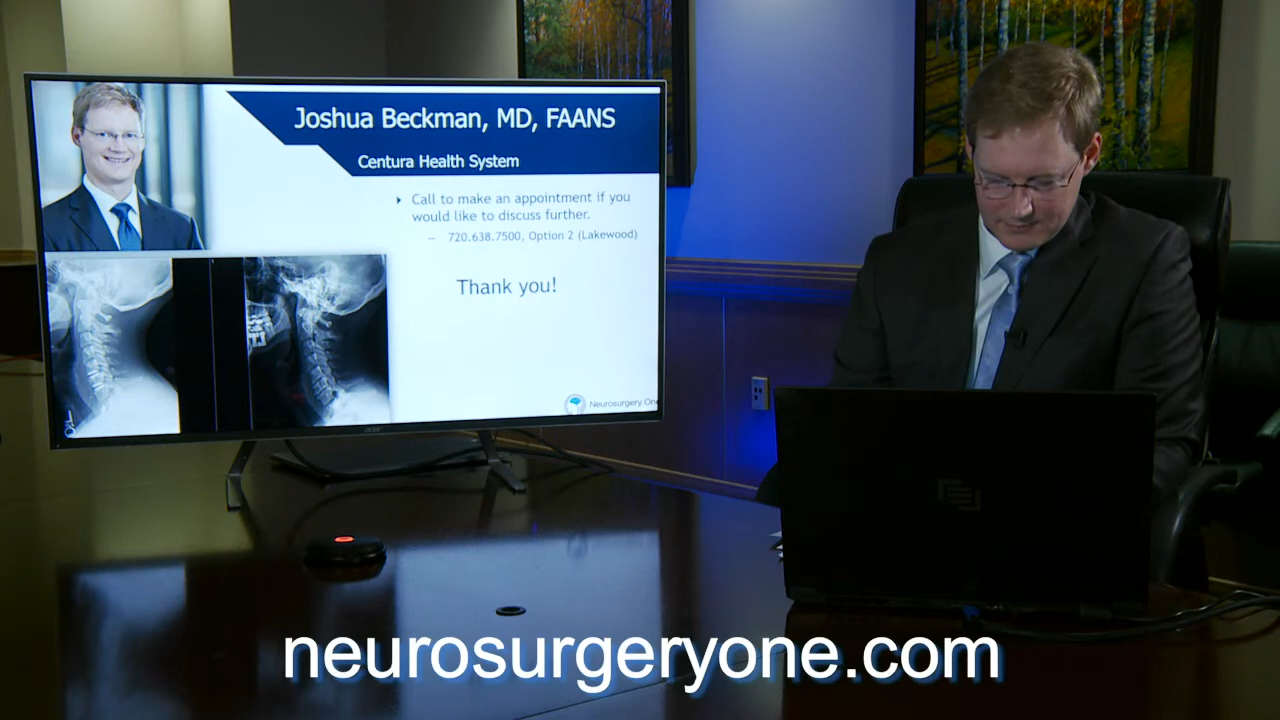 Joshua Beckman, MD, FAANS
Centura Health System
Call to make an appointment if you
would like to discuss further.
– 720.638.7500, Option 2 (Lakewood)
Thank you!
Neurosurgery One
acer
neurosurgeryone.com